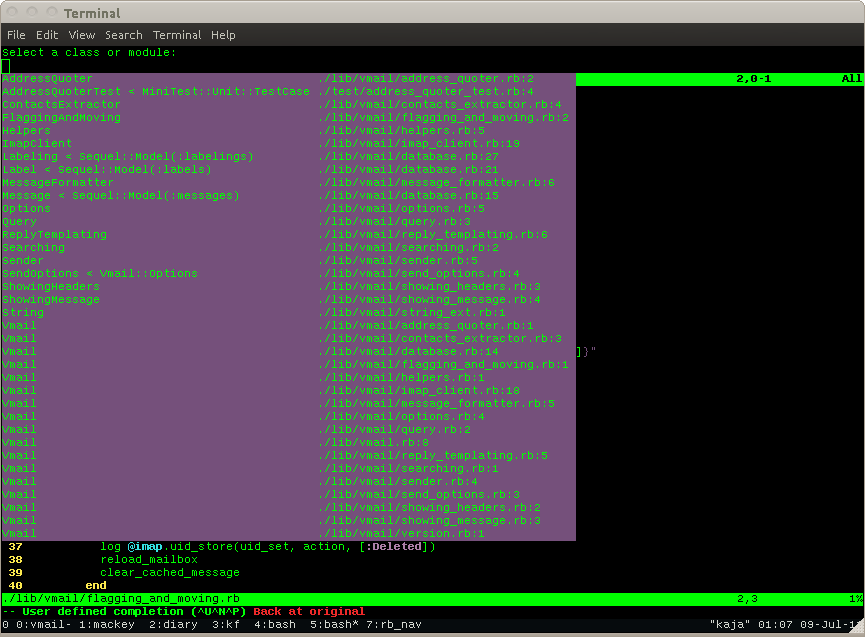 Terminal
File Edit View Search Terminal Help
Select a class or module:
AddressQuoter ./lib/vmail/address_quoter.rb:2 2,0-1 All
AddressQuoterTest < MiniTest::Unit::TestCase ./test/address_quoter_test.rb:4
ContactsExtractor ./lib/vmail/contacts_extractor.rb:4
FlaggingAndMoving ./lib/vmail/flagging_and_moving.rb:2
Helpers ./lib/vmail/helpers.rb:5
ImapClient ./lib/vmail/imap_client.rb:19
Labeling < Sequel::Model(:labelings) ./lib/vmail/database.rb:27
Label < Sequel::Model(:labels) ./lib/vmail/database.rb:21
MessageFormatter ./lib/vmail/message_formatter.rb:6
Message < Sequel::Model(:messages) ./lib/vmail/database.rb:15
Options ./lib/vmail/options.rb:5
Query ./lib/vmail/query.rb:3
ReplyTemplating ./lib/vmail/reply_templating.rb:6
Searching ./lib/vmail/searching.rb:2
Sender ./lib/vmail/sender.rb:5
SendOptions < Vmail::Options ./lib/vmail/send_options.rb:4
ShowingHeaders ./lib/vmail/showing_headers.rb:3
ShowingMessage ./lib/vmail/showing_message.rb:4
String ./lib/vmail/string_ext.rb:1
Vmail ./lib/vmail/address_quoter.rb:1
Vmail ./lib/vmail/contacts_extractor.rb:3
Vmail ./lib/vmail/database.rb:14 ]}"
Vmail ./lib/vmail/flagging_and_moving.rb:1
Vmail ./lib/vmail/helpers.rb:1
Vmail ./lib/vmail/imap_client.rb:18
Vmail ./lib/vmail/message_formatter.rb:5
Vmail ./lib/vmail/options.rb:4
Vmail ./lib/vmail/query.rb:2
Vmail ./lib/vmail.rb:8
Vmail ./lib/vmail/reply_templating.rb:5
Vmail ./lib/vmail/searching.rb:1
Vmail ./lib/vmail/sender.rb:4
Vmail ./lib/vmail/send_options.rb:3
Vmail ./lib/vmail/showing_headers.rb:2
Vmail ./lib/vmail/showing_message.rb:3
Vmail ./lib/vmail/version.rb:1
37 log @imap.uid_store(uid_set, action, [:Deleted])
38 reload_mailbox
39 clear_cached_message
40 end
./lib/vmail/flagging_and_moving.rb 2,3 1%
-- User defined completion (^U^N^P) Back at original
0 0:vmail- 1:mackey 2:diary 3:kf 4:bash 5:bash* 7:rb_nav "kaja" 01:07 09-Jul-1